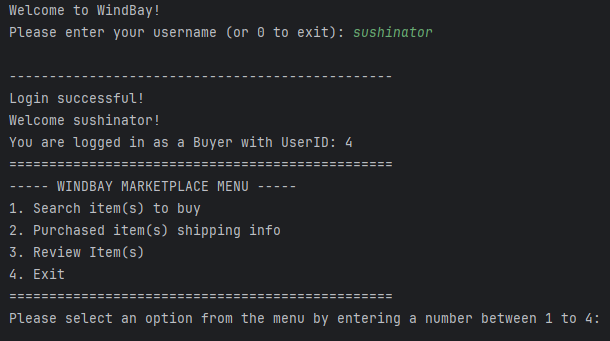 Welcome to WindBay!
Please enter your username (or 0 to exit): sushinator
------------------------------------------------
Login successful!
Welcome sushinator!
You are logged in as a Buyer with UserID: 4
================================================
----- WINDBAY MARKETPLACE MENU -----
1. Search item(s) to buy
2. Purchased item(s) shipping info
3. Review Item(s)
4. Exit
================================================
Please select an option from the menu by entering a number between 1 to 4: